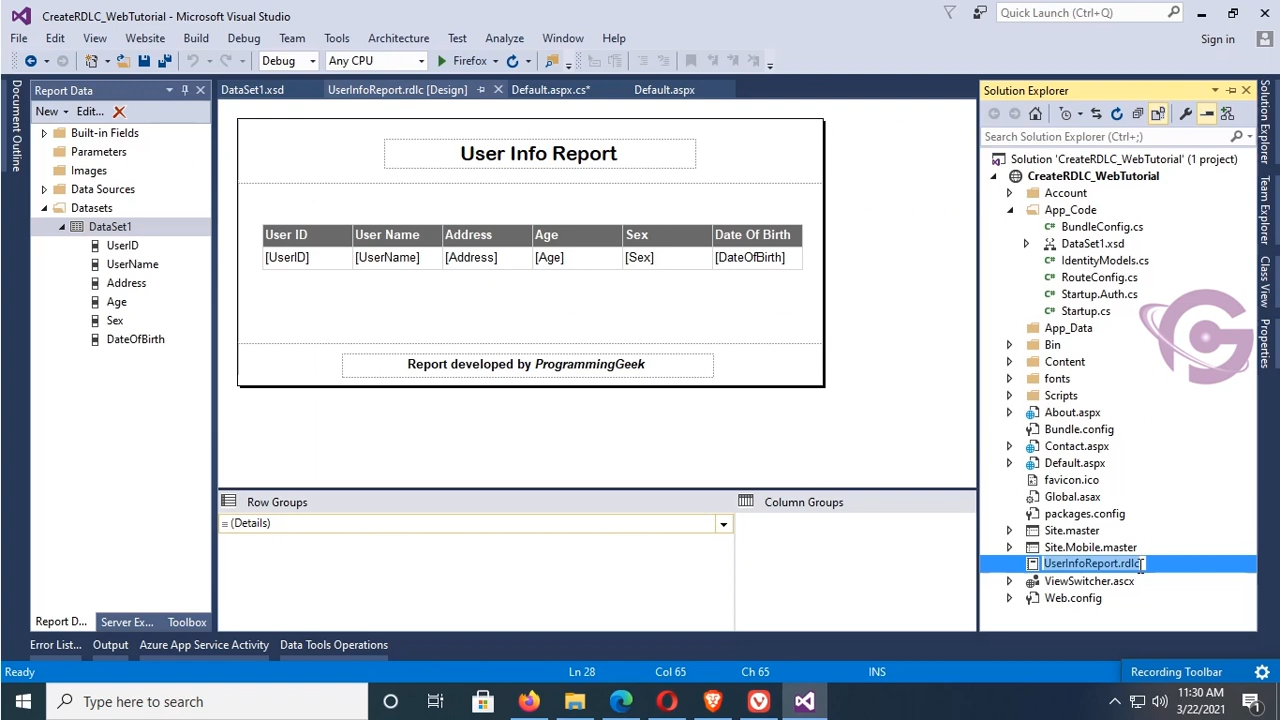 CreateRDLC_WebTutorial - Microsoft Visual Studio
Quick Launch (Ctrl+Q)
File Edit View Website Build Debug Team Tools Architecture Test Analyze Window Help
Sign in
Debug Any CPU Firefox
Document Outline
Report Data
New Edit...
Built-in Fields
Parameters
Images
Data Sources
Datasets
DataSet1
UserID
UserName
Address
Age
Sex
DateOfBirth
Report D... Server Ex... Toolbox
DataSet1.xsd UserInfoReport.rdlc [Design] Default.aspx.cs* Default.aspx
User Info Report
User ID User Name Address Age Sex Date Of Birth
[UserID] [UserName] [Address] [Age] [Sex] [DateOfBirth]
Report developed by ProgrammingGeek
Row Groups Column Groups
(Details)
Solution Explorer
Search Solution Explorer (Ctrl+;)
Solution 'CreateRDLC_WebTutorial' (1 project)
CreateRDLC_WebTutorial
Account
App_Code
BundleConfig.cs
DataSet1.xsd
IdentityModels.cs
RouteConfig.cs
Startup.Auth.cs
Startup.cs
App_Data
Bin
Content
fonts
Scripts
About.aspx
Bundle.config
Contact.aspx
Default.aspx
favicon.ico
Global.asax
packages.config
Site.master
Site.Mobile.master
UserInfoReport.rdlc
ViewSwitcher.ascx
Web.config
Solution Explorer
Team Explorer
Class View
Properties
Error List... Output Azure App Service Activity Data Tools Operations
Ready Ln 28 Col 65 Ch 65 INS
Recording Toolbar
Type here to search
11:30 AM
3/22/2021